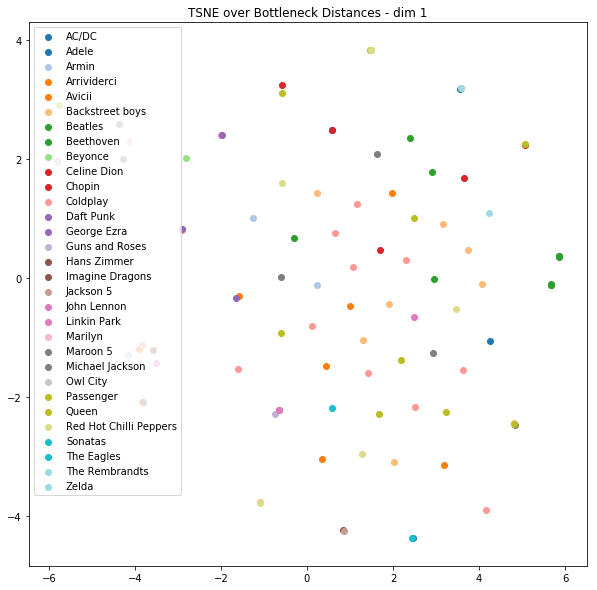 TSNE over Bottleneck Distances - dim 1
AC/DC
Adele
Armin
Arrividerci
Avicii
Backstreet boys
Beatles
Beethoven
Beyonce
Celine Dion
Chopin
Coldplay
Daft Punk
George Ezra
Guns and Roses
Hans Zimmer
Imagine Dragons
Jackson 5
John Lennon
Linkin Park
Marilyn
Maroon 5
Michael Jackson
Owl City
Passenger
Queen
Red Hot Chilli Peppers
Sonatas
The Eagles
The Rembrandts
Zelda
4
2
0
−2
−4
−6 −4 −2 0 2 4 6